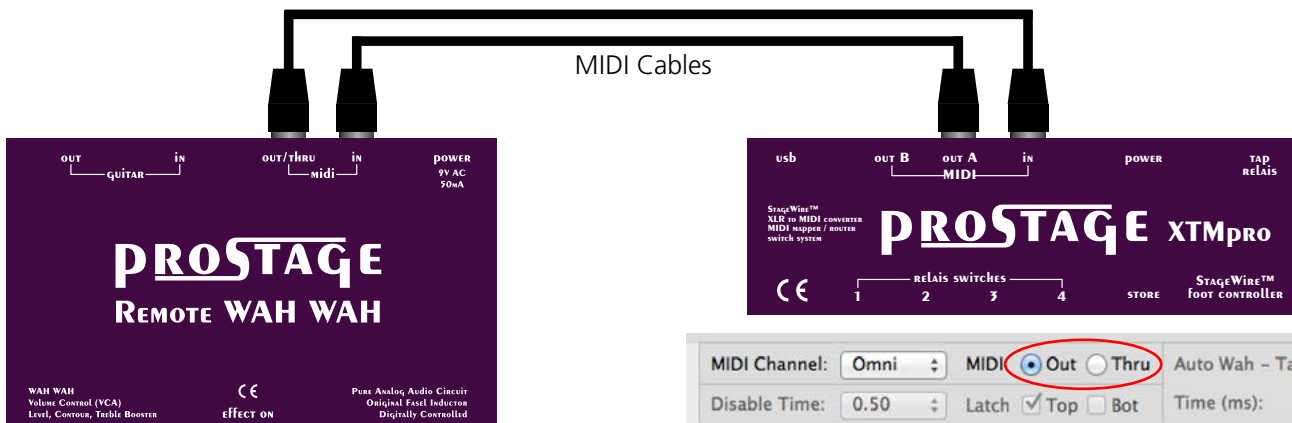 MIDI Cables
OUT IN OUT/THRU IN POWER
GUITAR MIDI 9V AC
50mA
PROSTAGE
REMOTE WAH WAH
WAH WAH
Volume Control (VCA)
Level, Contour, Treble Booster
CE
EFFECT ON
Pure Analog Audio Circuit
Original Fasel Inductor
Digitally Controlled
USB OUT B OUT A IN POWER TAP
RELAIS
MIDI
StageWire™
XLR to MIDI converter
MIDI mapper / router
switch system
PROSTAGE XTMpro
CE
RELAIS SWITCHES
1 2 3 4 STORE
StageWire™
foot controller
MIDI Channel: Omni MIDI Out Thru Auto Wah – Ta
Disable Time: 0.50 Latch Top Bot Time (ms):